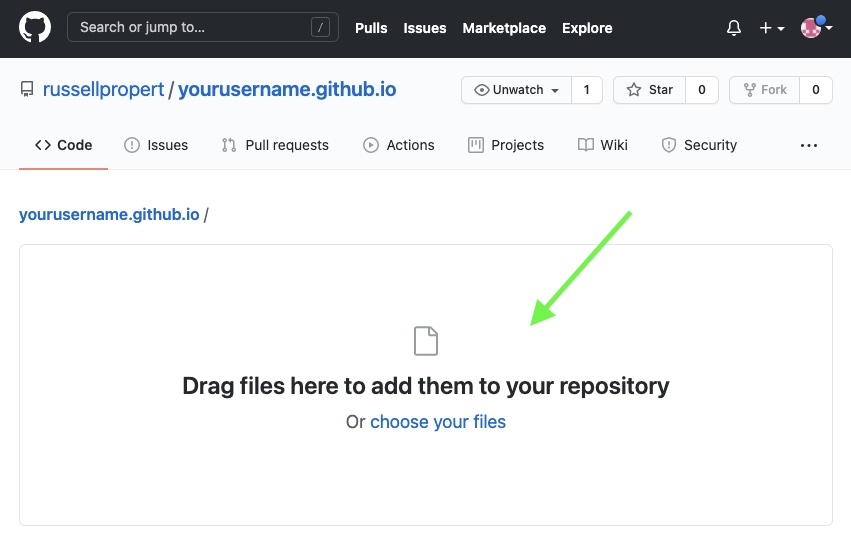 Search or jump to... / Pulls Issues Marketplace Explore
russellpropert / yourusername.github.io Unwatch 1 Star 0 Fork 0
Code Issues Pull requests Actions Projects Wiki Security ...
yourusername.github.io /
Drag files here to add them to your repository
Or choose your files